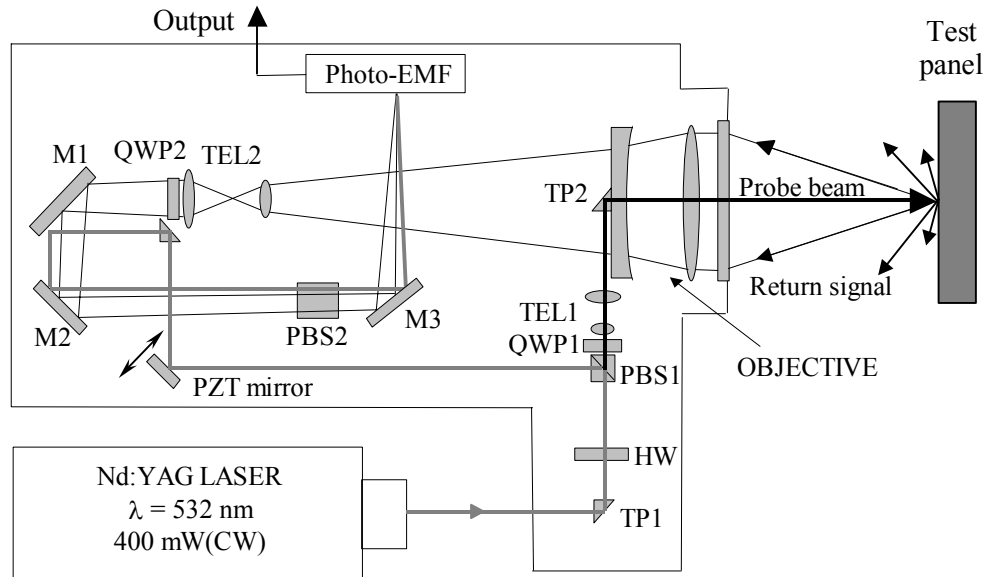 Output
Photo-EMF
Test
panel
M1
QWP2
TEL2
TP2
Probe beam
Return signal
TEL1
QWP1
PBS1
OBJECTIVE
M2
PBS2
M3
PZT mirror
HW
Nd:YAG LASER
λ = 532 nm
400 mW(CW)
TP1